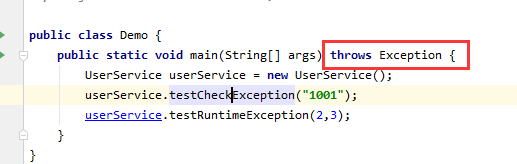 public class Demo {
public static void main(String[] args) throws Exception {
UserService userService = new UserService();
userService.testCheckException("1001");
userService.testRuntimeException(2,3);
}
}